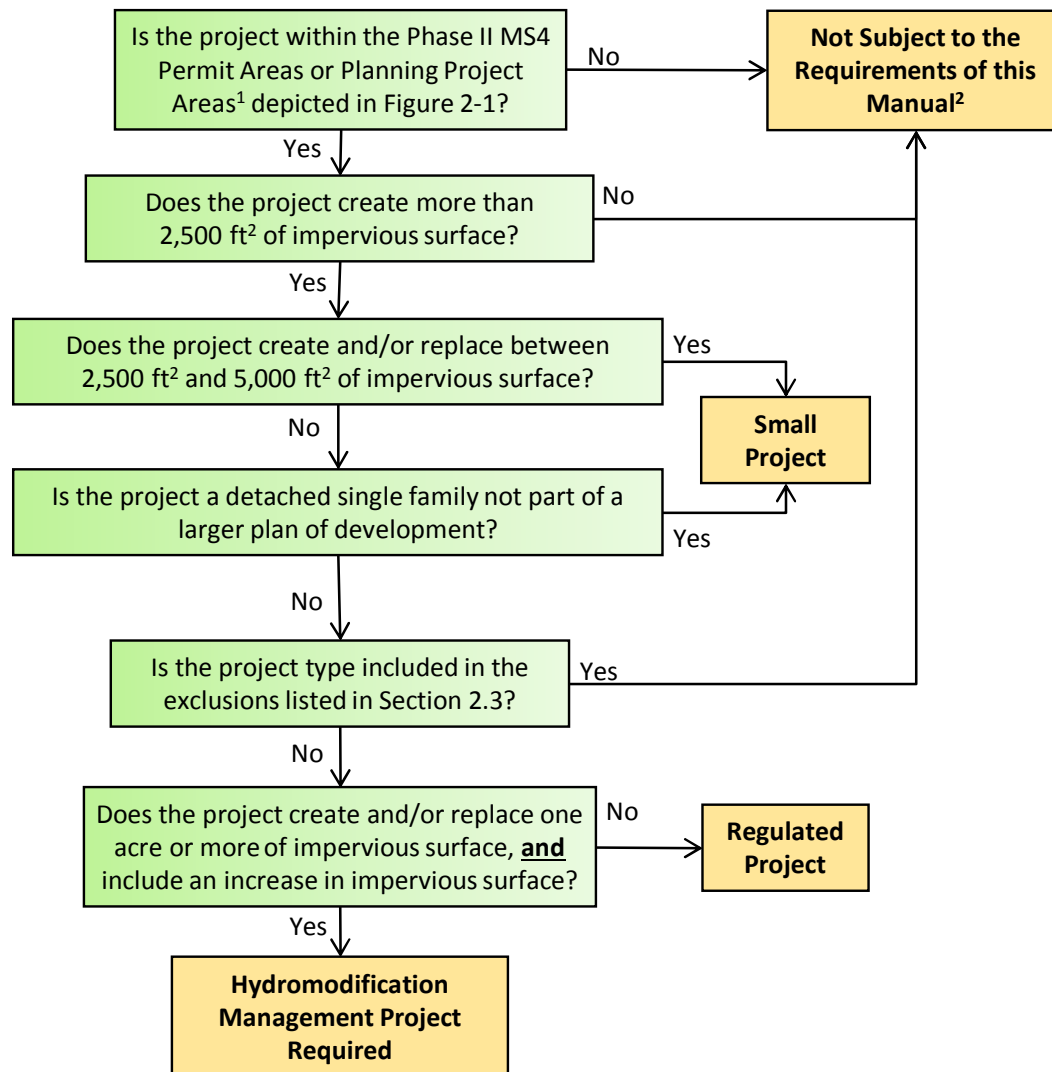 Is the project within the Phase II MS4
Permit Areas or Planning Project
Areas¹ depicted in Figure 2-1?
No
Not Subject to the
Requirements of this
Manual²
Yes
Does the project create more than
2,500 ft² of impervious surface?
No
Yes
Does the project create and/or replace between
2,500 ft² and 5,000 ft² of impervious surface?
Yes
No
Small
Project
Is the project a detached single family not part of a
larger plan of development?
Yes
No
Is the project type included in the
exclusions listed in Section 2.3?
Yes
No
Does the project create and/or replace one
acre or more of impervious surface, and
include an increase in impervious surface?
No
Regulated
Project
Yes
Hydromodification
Management Project
Required